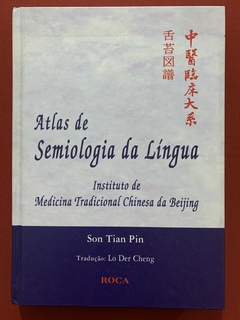 中醫臨床大系
舌苔図譜
Atlas de
Semiologia da Língua
Instituto de
Medicina Tradicional Chinesa da Beijing
Son Tian Pin
Tradução: Lo Der Cheng
ROCA